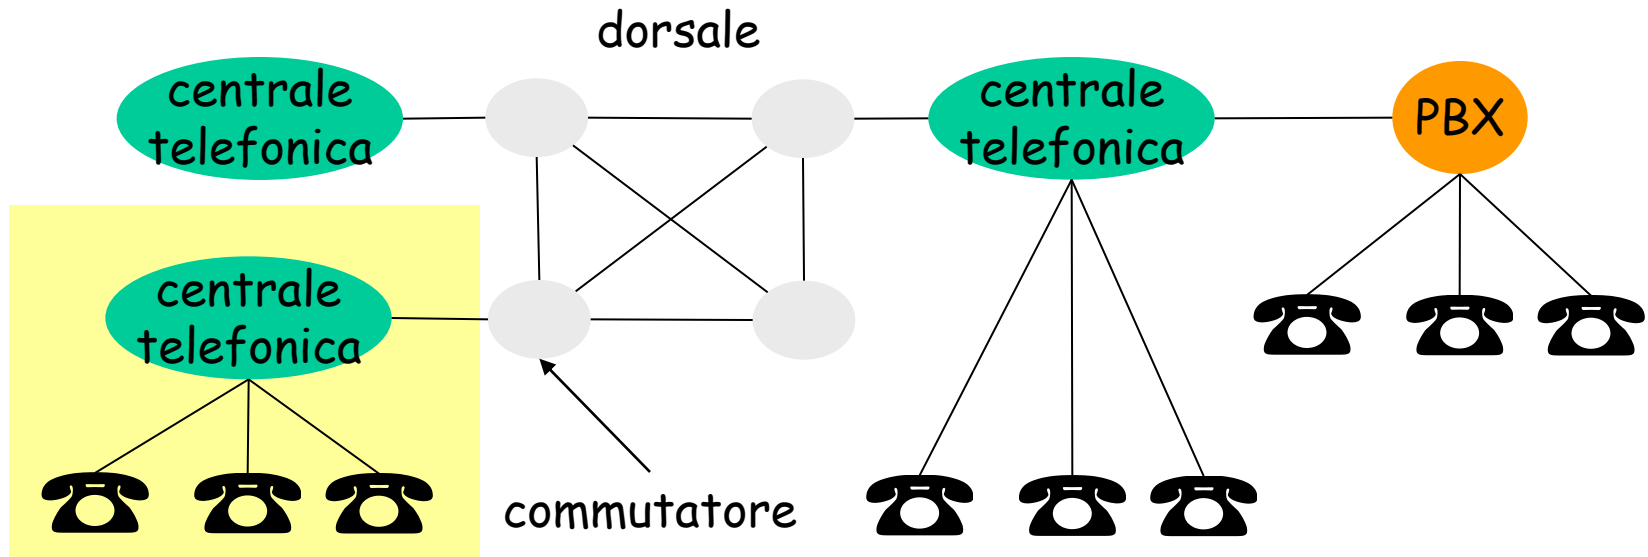 dorsale
centrale
telefonica
centrale
telefonica
PBX
centrale
telefonica
commutatore